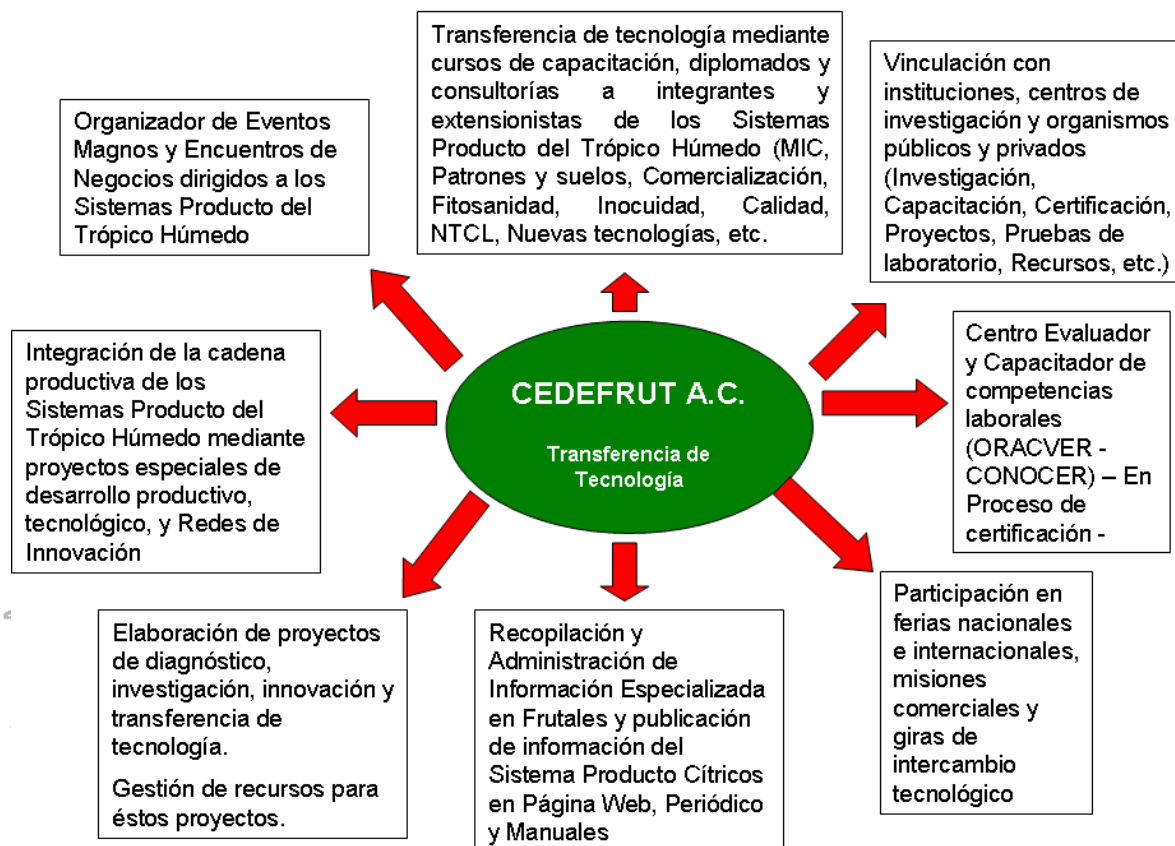 Organizador de Eventos
Magnos y Encuentros de
Negocios dirigidos a los
Sistemas Producto del
Trópico Húmedo
Transferencia de tecnología mediante
cursos de capacitación, diplomados y
consultorías a integrantes y
extensionistas de los Sistemas
Producto del Trópico Húmedo (MIC,
Patrones y suelos, Comercialización,
Fitosanidad, Inocuidad, Calidad,
NTCL, Nuevas tecnologías, etc.
Vinculación con
instituciones, centros de
investigación y organismos
públicos y privados
(Investigación,
Capacitación, Certificación,
Proyectos, Pruebas de
laboratorio, Recursos, etc.)
Integración de la cadena
productiva de los
Sistemas Producto del
Trópico Húmedo mediante
proyectos especiales de
desarrollo productivo,
tecnológico, y Redes de
Innovación
CEDEFRUT A.C.
Transferencia de
Tecnología
Centro Evaluador
y Capacitador de
competencias
laborales
(ORACVER -
CONOCER) – En
Proceso de
certificación -
Elaboración de proyectos
de diagnóstico,
investigación, innovación y
transferencia de
tecnología.
Gestión de recursos para
éstos proyectos.
Recopilación y
Administración de
Información Especializada
en Frutales y publicación
de información del
Sistema Producto Cítricos
en Página Web, Periódico
y Manuales
Participación en
ferias nacionales
e internacionales,
misiones
comerciales y
giras de
intercambio
tecnológico